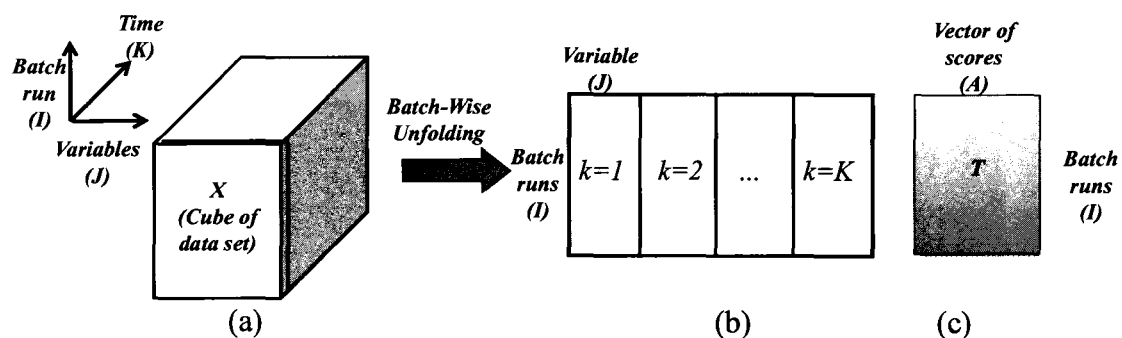 Time
(K)
Batch
run
(I)
Variables
(J)
X
(Cube of
data set)
(a)
Batch-Wise
Unfolding
Variable
(J)
Batch
runs
(I)
k=1
k=2
...
k=K
(b)
Vector of
scores
(A)
T
Batch
runs
(I)
(c)